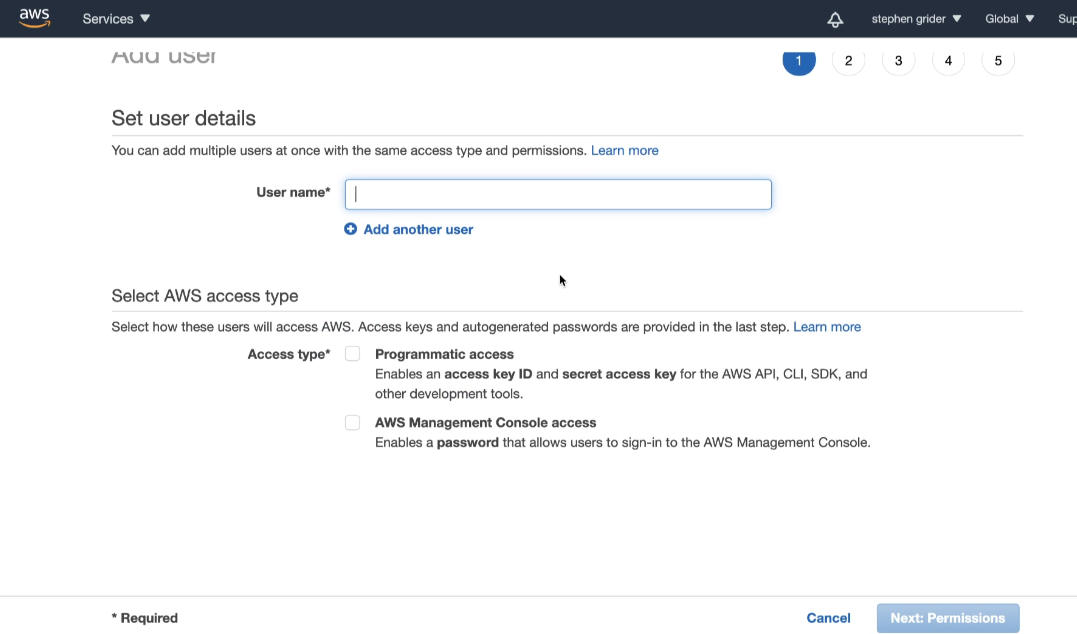 aws Services stephen grider Global Sup
Add user 1 2 3 4 5
Set user details
You can add multiple users at once with the same access type and permissions. Learn more
User name*
Add another user
Select AWS access type
Select how these users will access AWS. Access keys and autogenerated passwords are provided in the last step. Learn more
Access type* Programmatic access
Enables an access key ID and secret access key for the AWS API, CLI, SDK, and
other development tools.
AWS Management Console access
Enables a password that allows users to sign-in to the AWS Management Console.
* Required Cancel Next: Permissions